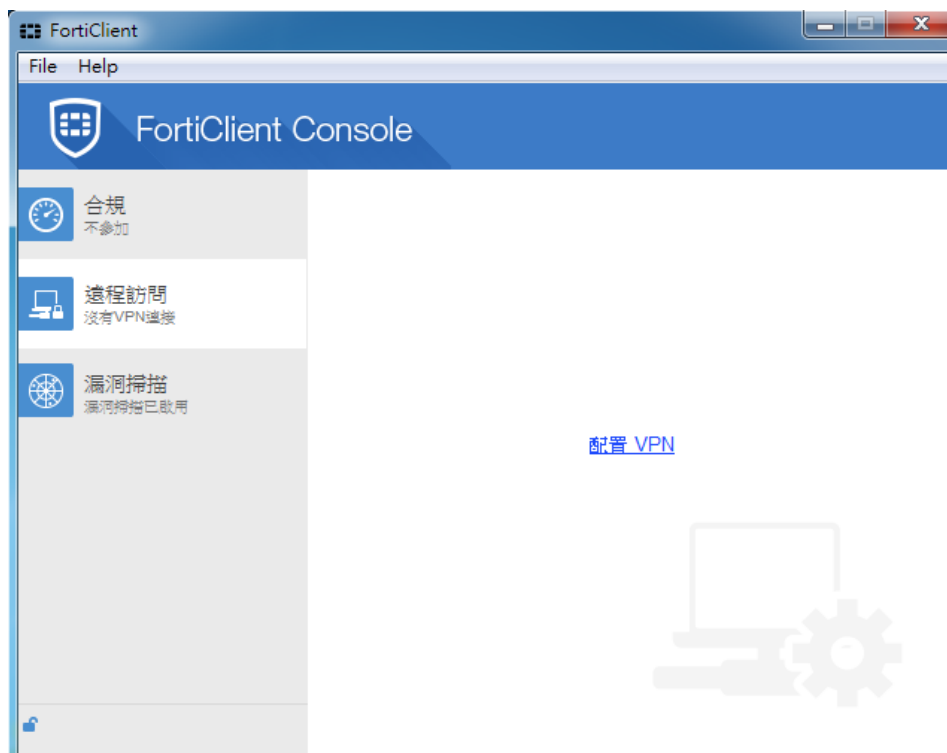 FortiClient
File Help
FortiClient Console
合規
不參加
遠程訪問
沒有VPN連接
漏洞掃描
漏洞掃描已啟用
配置 VPN